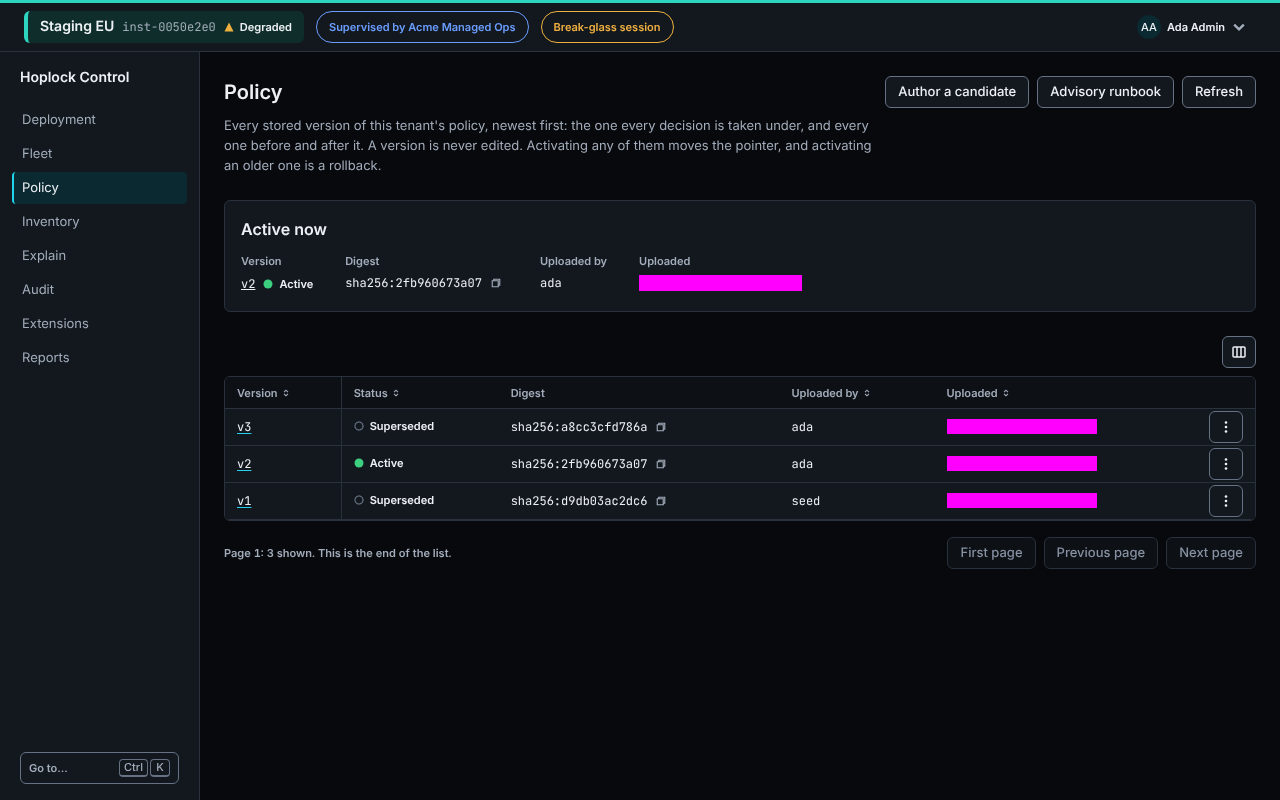 Staging EU inst-0050e2e0 Degraded Supervised by Acme Managed Ops Break-glass session AA Ada Admin
Hoplock Control
Deployment
Fleet
Policy
Inventory
Explain
Audit
Extensions
Reports
Go to... Ctrl K
Policy
Author a candidate Advisory runbook Refresh
Every stored version of this tenant's policy, newest first: the one every decision is taken under, and every
one before and after it. A version is never edited. Activating any of them moves the pointer, and activating
an older one is a rollback.
Active now
Version Digest Uploaded by Uploaded
v2 Active sha256:2fb960673a07 ada
Version Status Digest Uploaded by Uploaded
v3 Superseded sha256:a8cc3cfd786a ada
v2 Active sha256:2fb960673a07 ada
v1 Superseded sha256:d9db03ac2dc6 seed
Page 1: 3 shown. This is the end of the list.
First page Previous page Next page